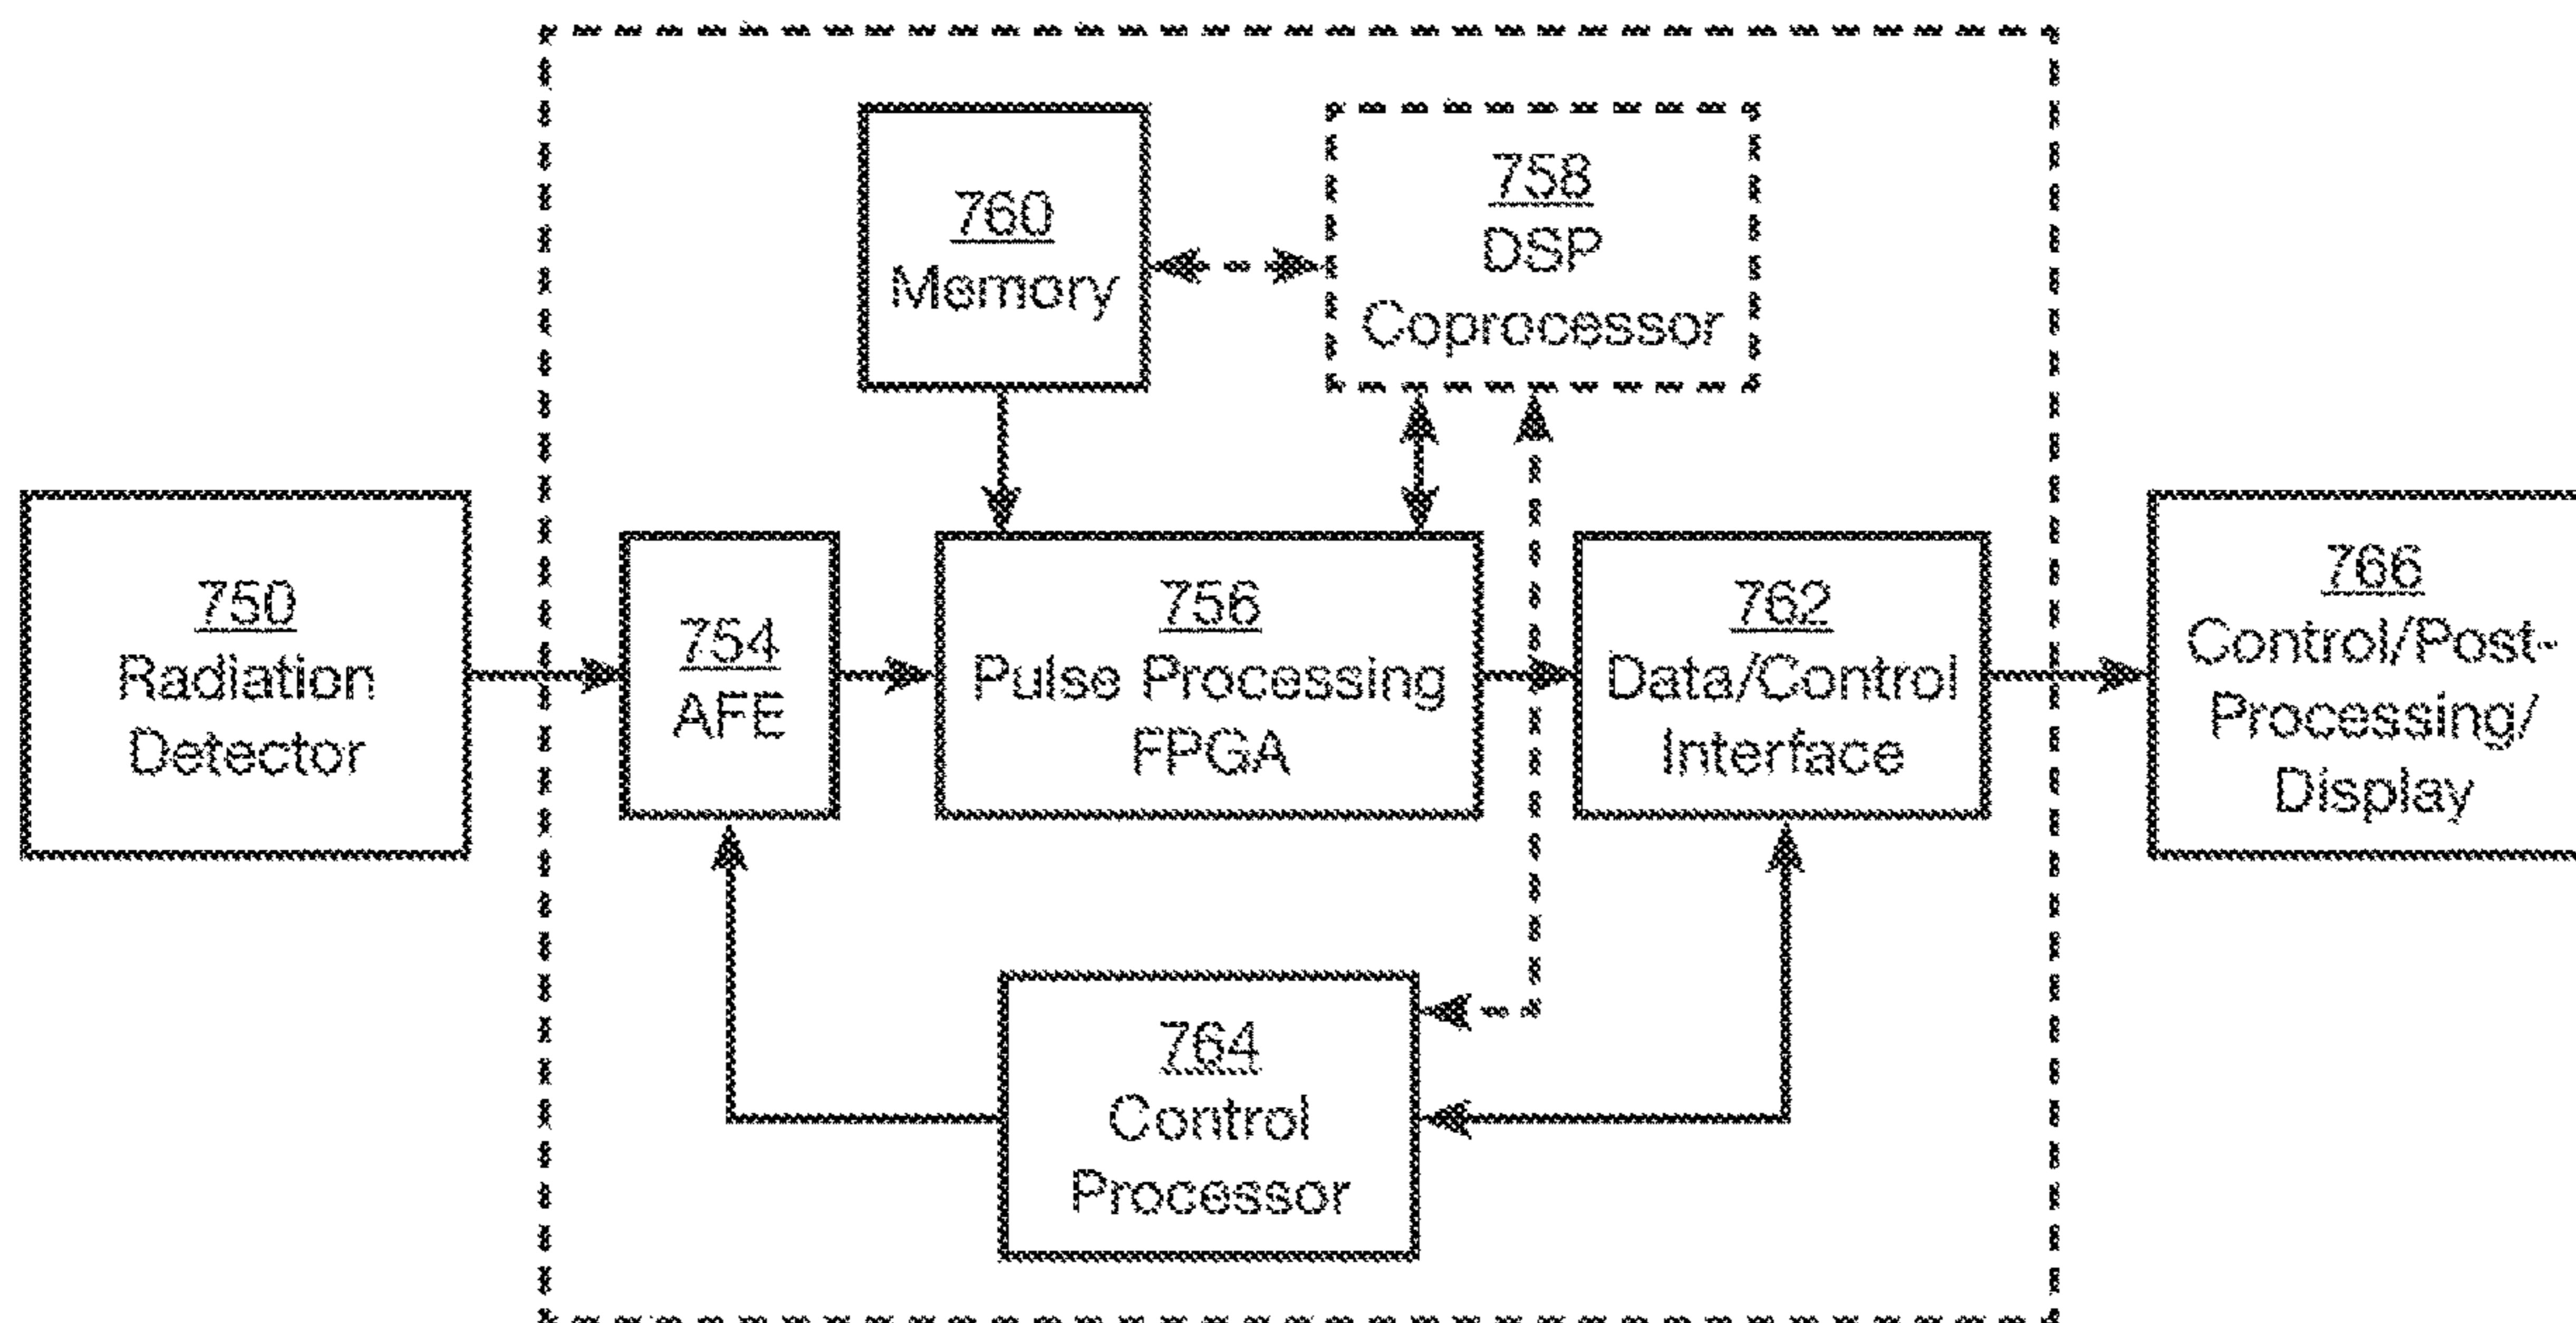 760
Memory
758
DSP
Coprocessor
750
Radiation
Detector
754
AFE
756
Pulse Processing
FPGA
762
Data/Control
Interface
766
Control/Post-
Processing/
Display
764
Control
Processor